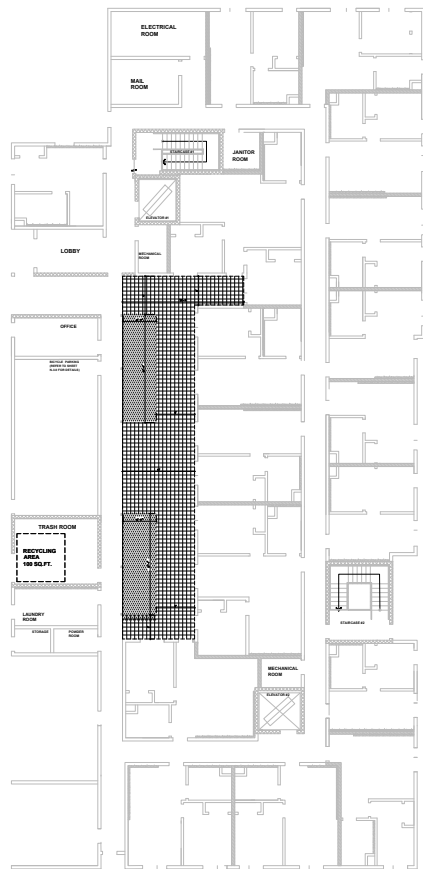 ELECTRICAL
ROOM
MAIL
ROOM
STAIRCASE #1
JANITOR
ROOM
ELEVATOR #1
LOBBY
MECHANICAL
ROOM
OFFICE
BICYCLE PARKING
TRASH ROOM
RECYCLING
AREA
100 SQ.FT.
LAUNDRY
ROOM
STORAGE
POWDER
ROOM
STAIRCASE #2
MECHANICAL
ROOM
ELEVATOR #2